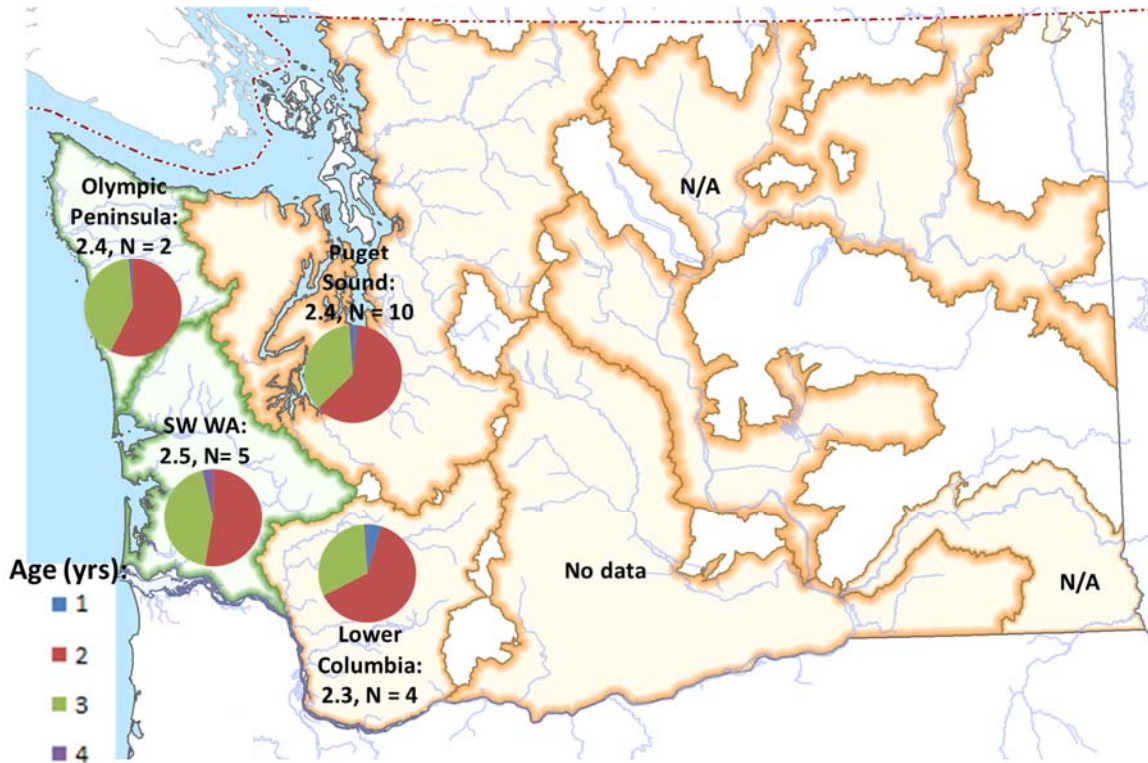 Olympic
Peninsula:
2.4, N = 2
Puget
Sound:
2.4, N = 10
N/A
SW WA:
2.5, N= 5
Lower
Columbia:
2.3, N = 4
No data
N/A
Age (yrs):
1
2
3
4